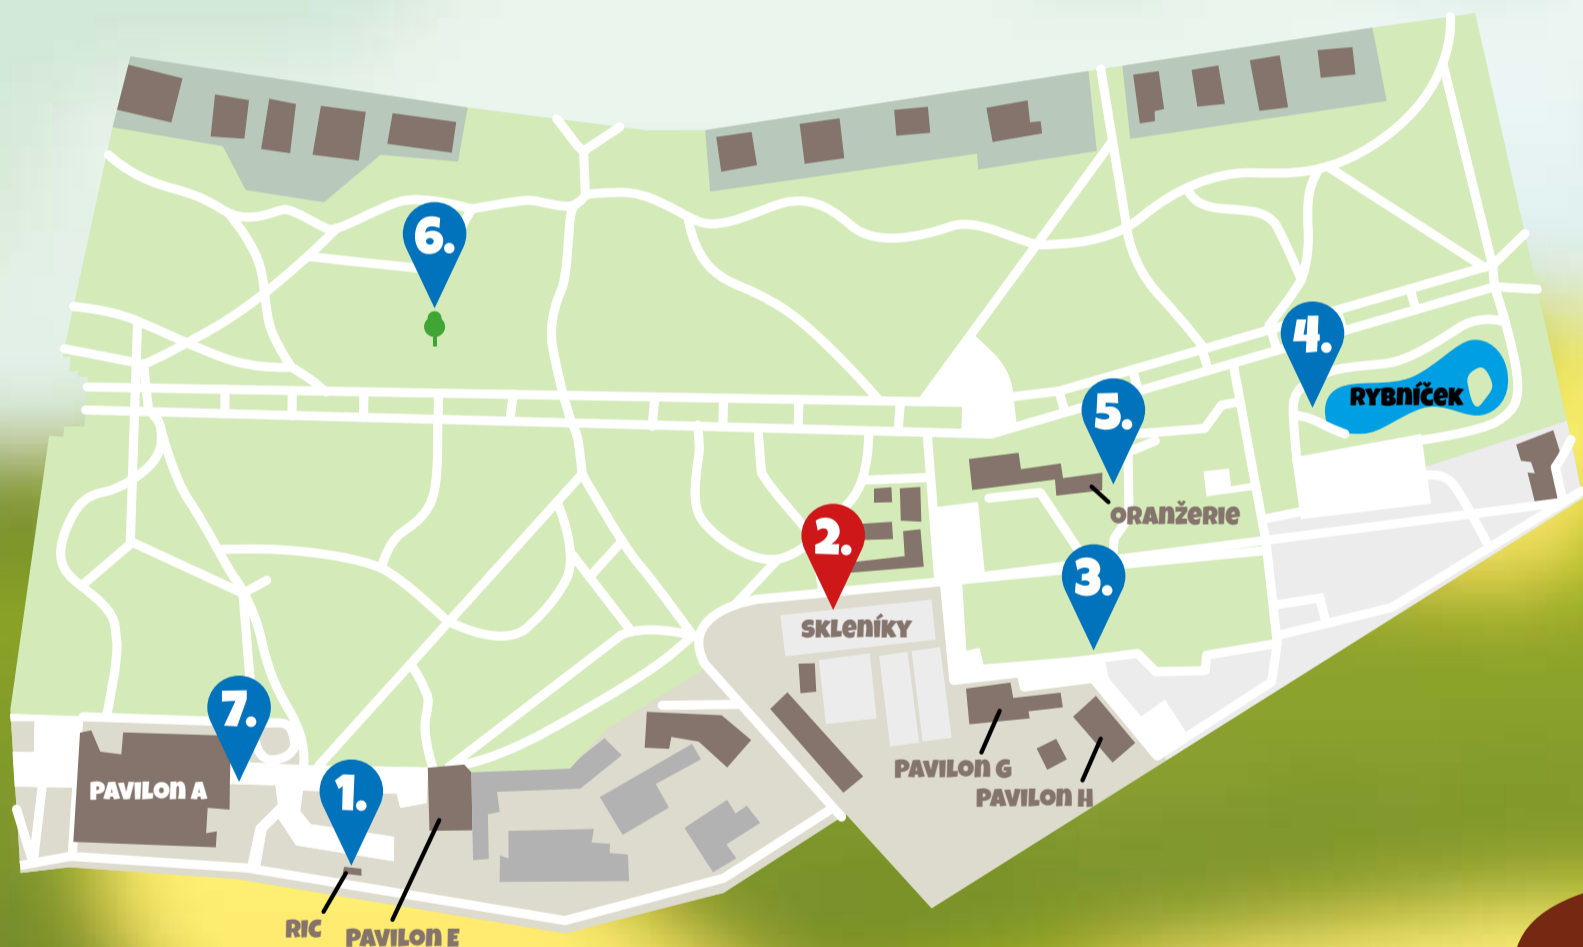 6.
4.
RYBNÍČEK
5.
ORANŽERIE
2.
3.
SKLENÍKY
7.
PAVILON G
PAVILON A
1.
PAVILON H
RIC
PAVILON E